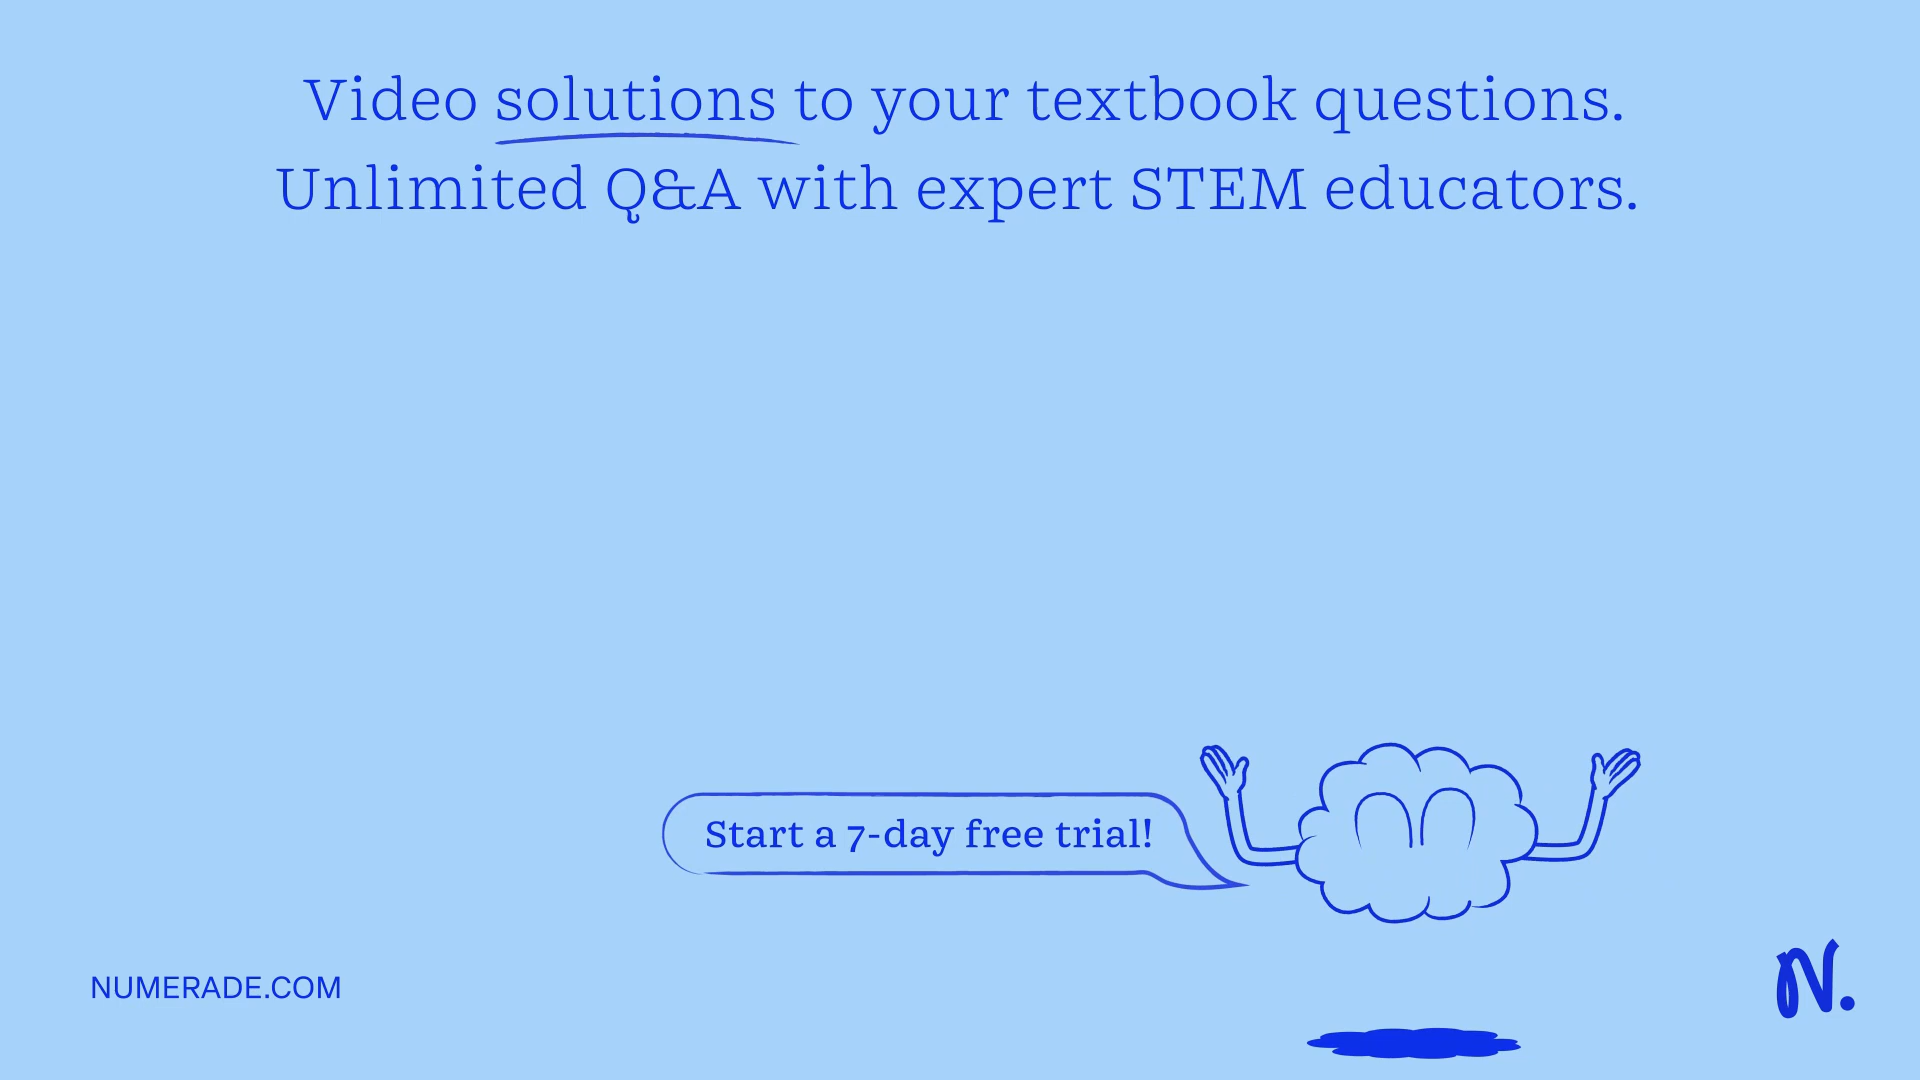 Video solutions to your textbook questions.
Unlimited Q&A with expert STEM educators.
Start a 7-day free trial!
NUMERADE.COM
N.